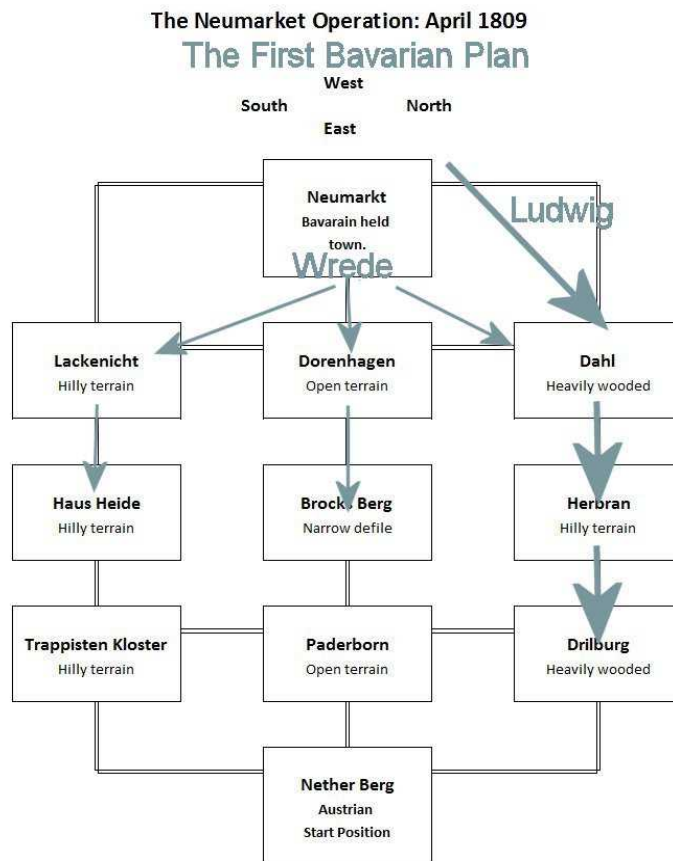 The Neumarket Operation: April 1809
The First Bavarian Plan
West
South North
East
Neumarkt
Bavarain held
town.
Ludwig
Wrede
Lackenicht
Hilly terrain
Dorenhagen
Open terrain
Dahl
Heavily wooded
Haus Heide
Hilly terrain
Brocks Berg
Narrow defile
Herbran
Hilly terrain
Trappisten Kloster
Hilly terrain
Paderborn
Open terrain
Drilburg
Heavily wooded
Nether Berg
Austrian
Start Position